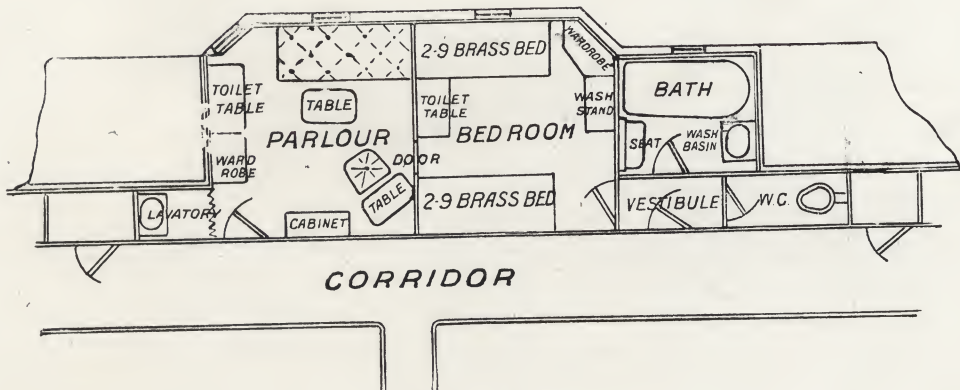 TOILET
TABLE
WARD
ROBE
LAVATORY
PARLOUR
TABLE
DOOR
TABLE
CABINET
2-9 BRASS BED
TOILET
TABLE
BED ROOM
2-9 BRASS BED
WARDROBE
WASH
STAND
BATH
SEAT
WASH
BASIN
VESTIBULE
W.C.
CORRIDOR